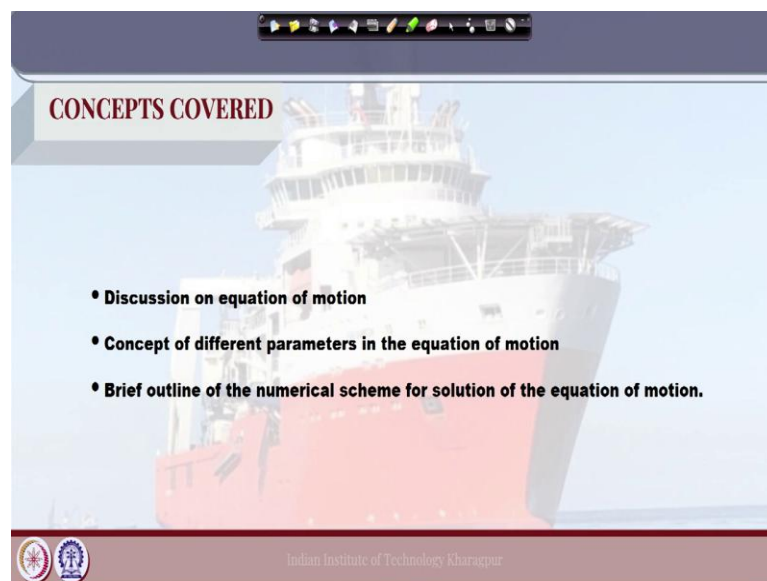 CONCEPTS COVERED
• Discussion on equation of motion
• Concept of different parameters in the equation of motion
• Brief outline of the numerical scheme for solution of the equation of motion.
Indian Institute of Technology Kharagpur